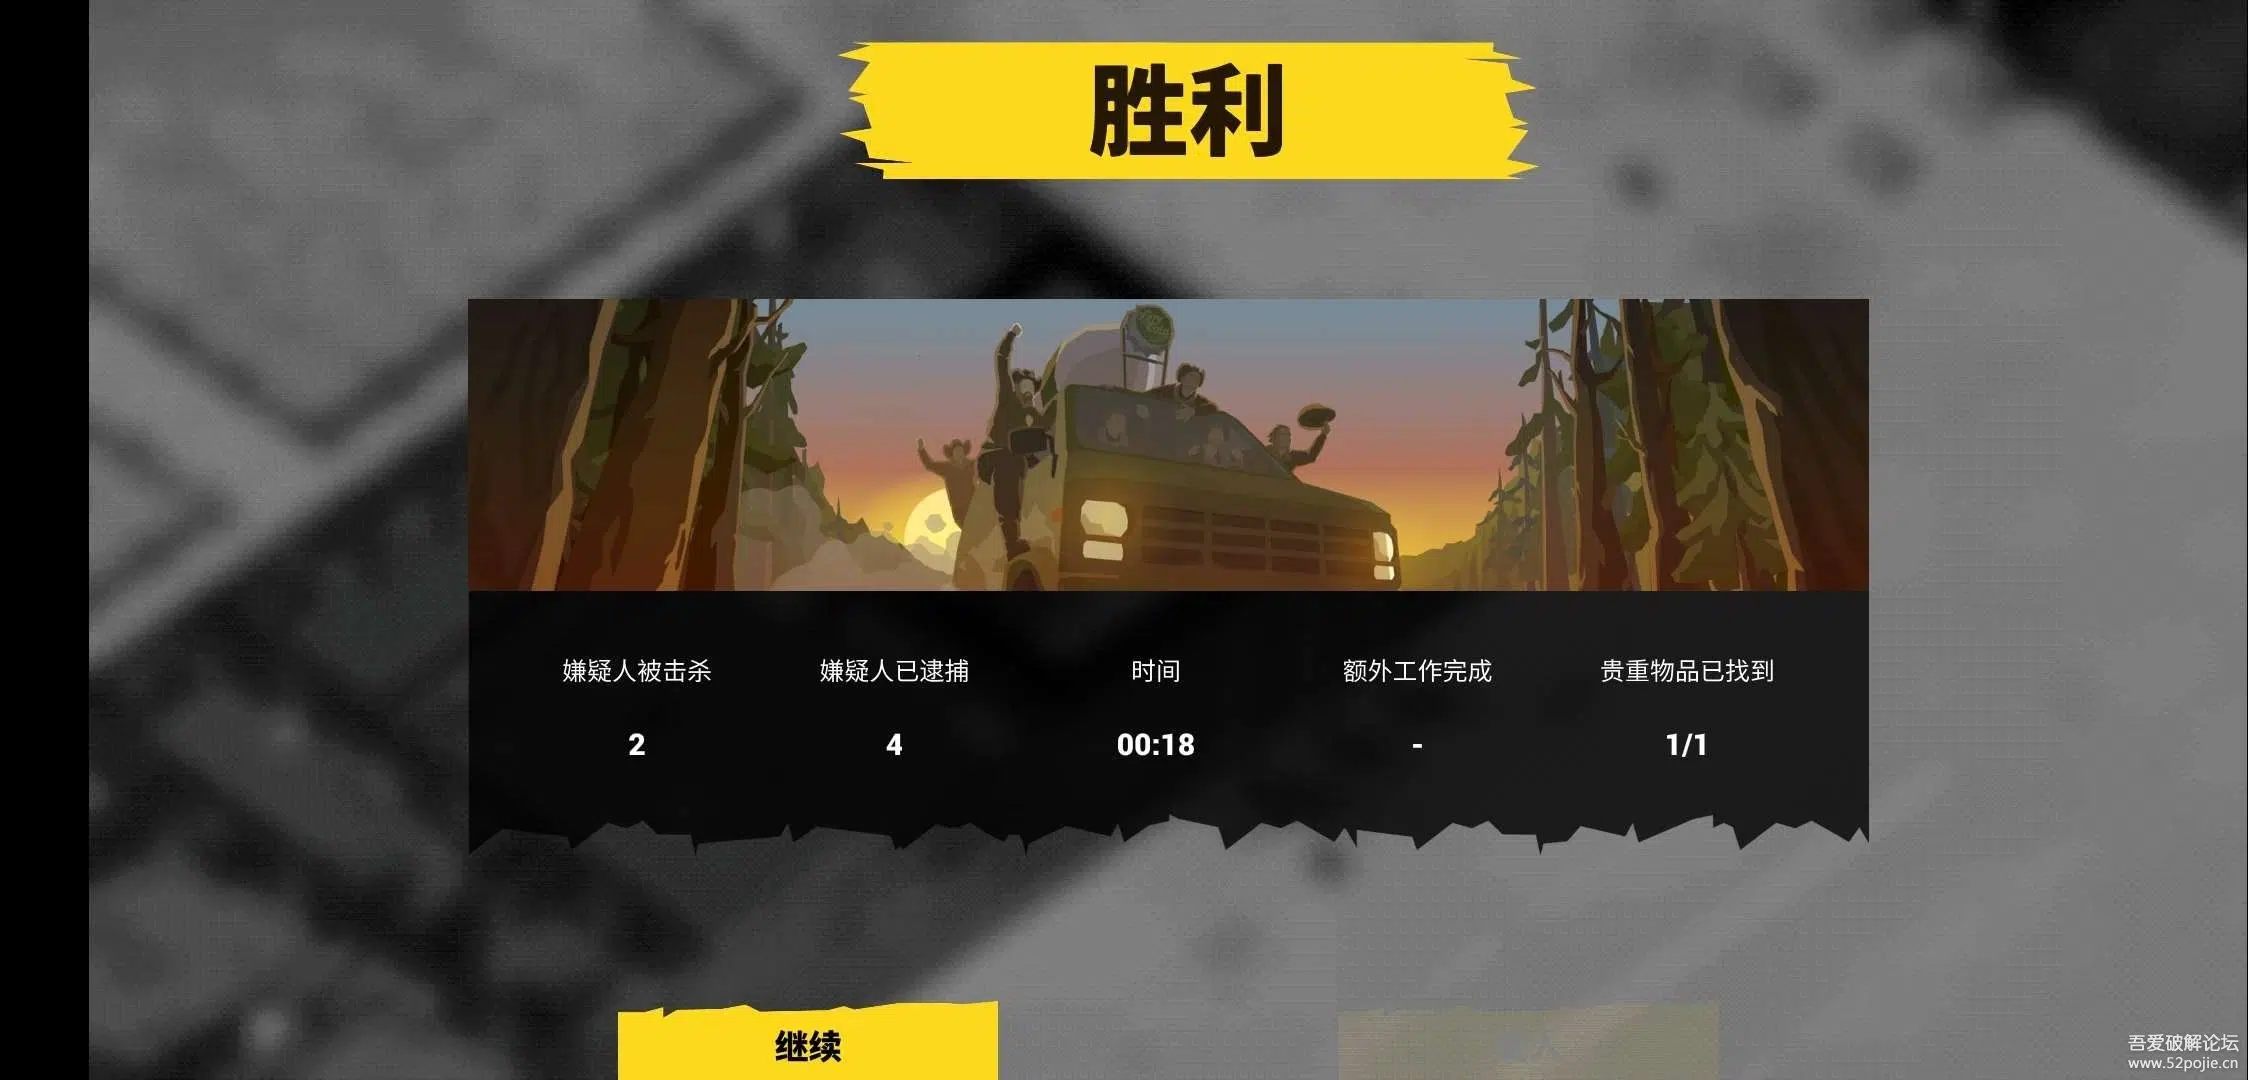 胜利
嫌疑人被击杀
嫌疑人已逮捕
时间
额外工作完成
贵重物品已找到
2
4
00:18
-
1/1
继续
吾爱破解论坛
www.52pojie.cn